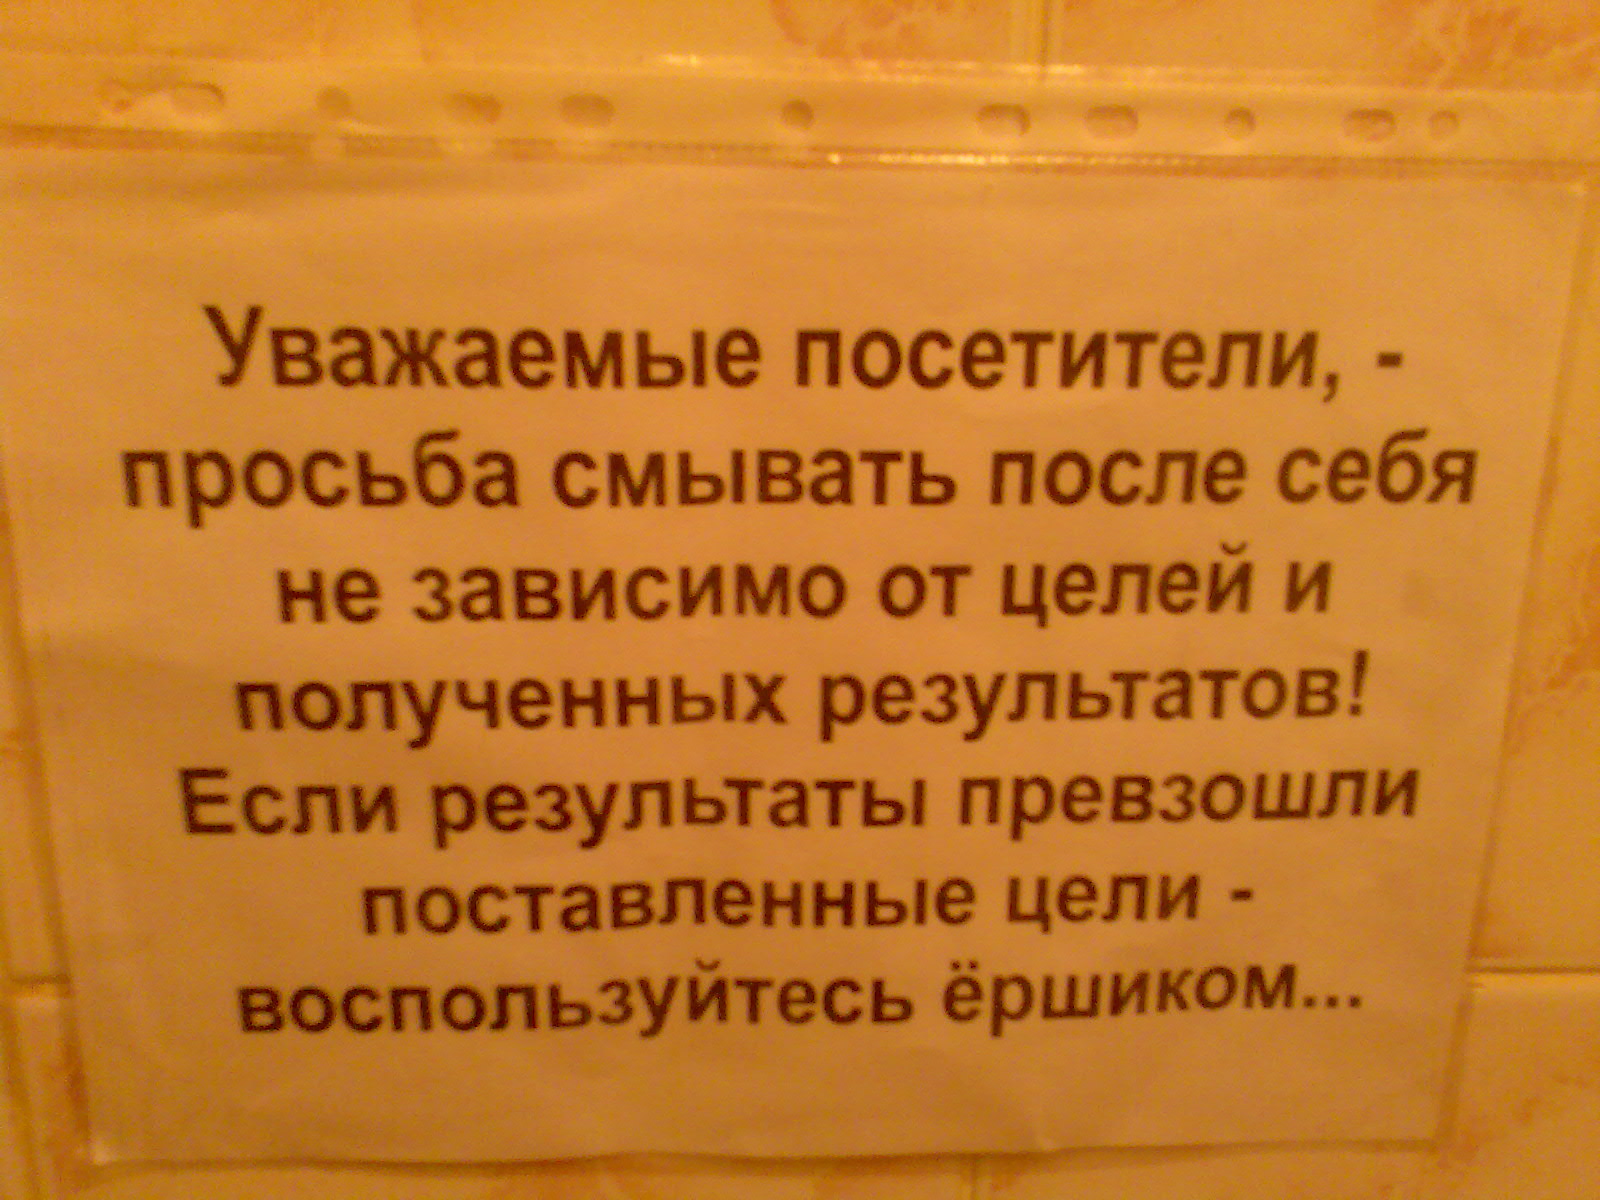 Уважаемые посетители, -
просьба смывать после себя
не зависимо от целей и
полученных результатов!
Если результаты превзошли
поставленные цели -
воспользуйтесь ёршиком...